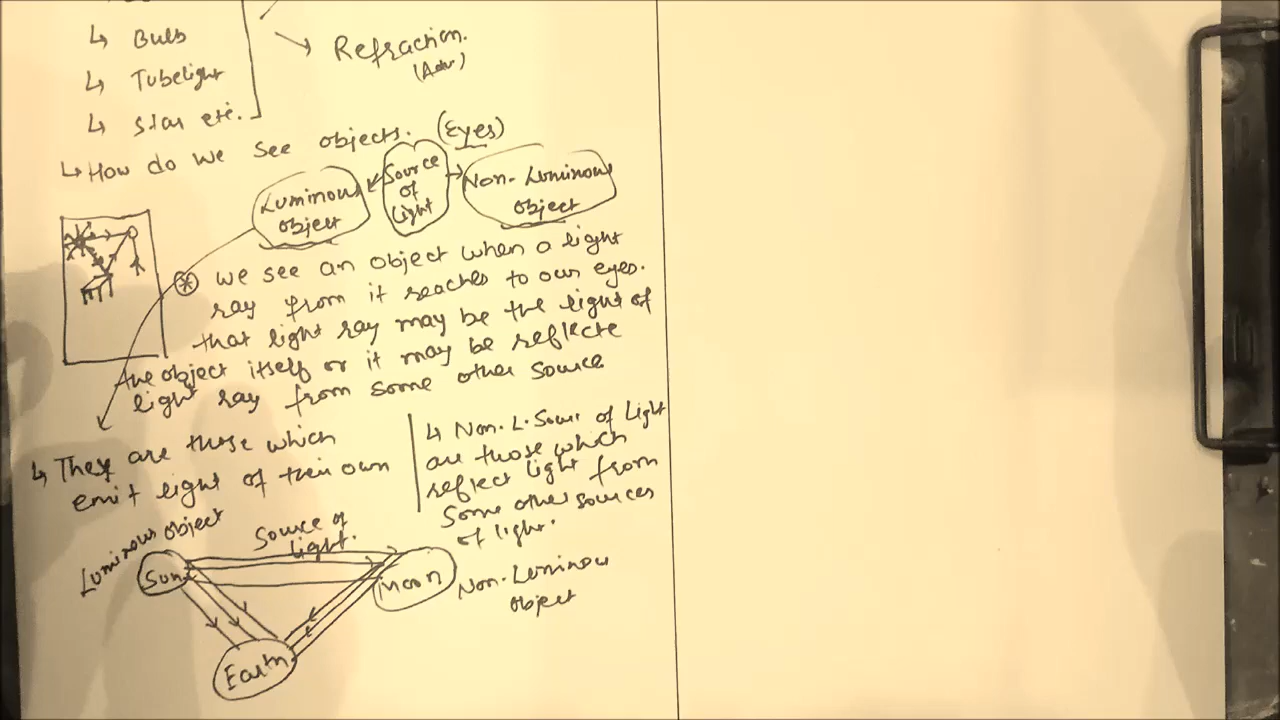 ↳ Bulb
↳ Tubelight
↳ Star etc.
Refraction.
↳ How do we see objects. (Eyes)
Luminous object
Source of light
Non-Luminous object
We see an object when a light
ray from it reaches to our eyes.
that light ray may be the light of
the object itself or it may be reflecte
light ray from some other source
↳ They are those which
emit light of their own
↳ Non. L. Sour of Light
are those which
reflect light from
Some other sources
of light.
Luminous object
Source of
light.
Sun
Moon
Non-Luminou
object
Earth